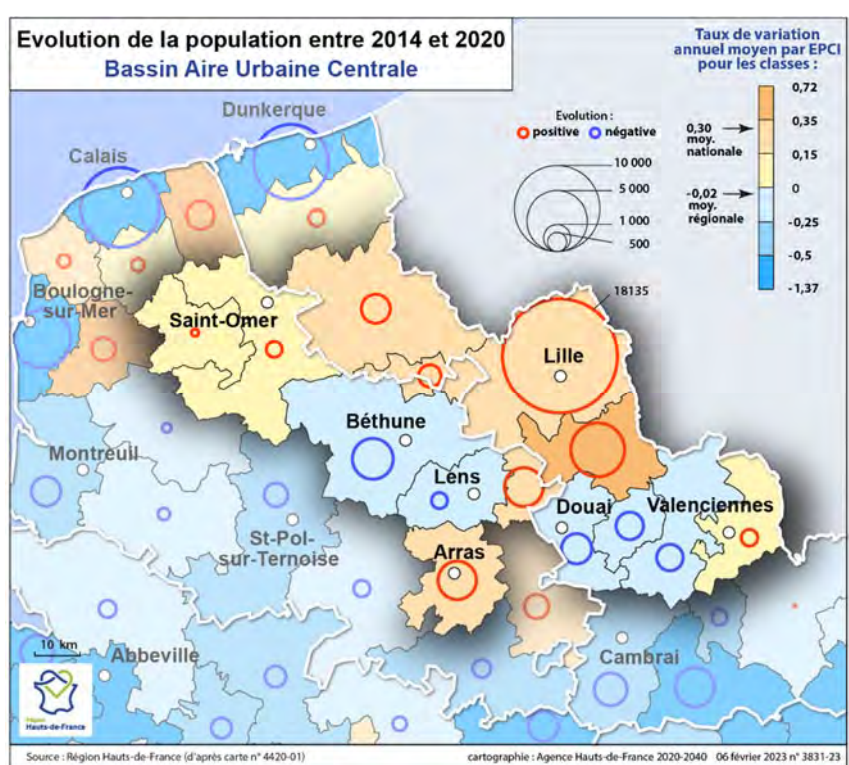 Evolution de la population entre 2014 et 2020
Bassin Aire Urbaine Centrale
Taux de variation
annuel moyen par EPCI
pour les classes :
0,72
0,35
0,30
moy.
nationale
0,15
0
-0,02
moy.
régionale
-0,25
-0,5
-1,37
Evolution :
positive
négative
10 000
5 000
1 000
500
18135
Dunkerque
Calais
Boulogne-
sur-Mer
Saint-Omer
Lille
Béthune
Montreuil
Lens
Douai
Valenciennes
St-Pol-
sur-Ternoise
Arras
Abbeville
Cambrai
10 km
Région
Hauts-de-France
Source : Région Hauts-de-France (d'après carte n° 4420-01)
cartographie : Agence Hauts-de-France 2020-2040 06 février 2023 n° 3831-23